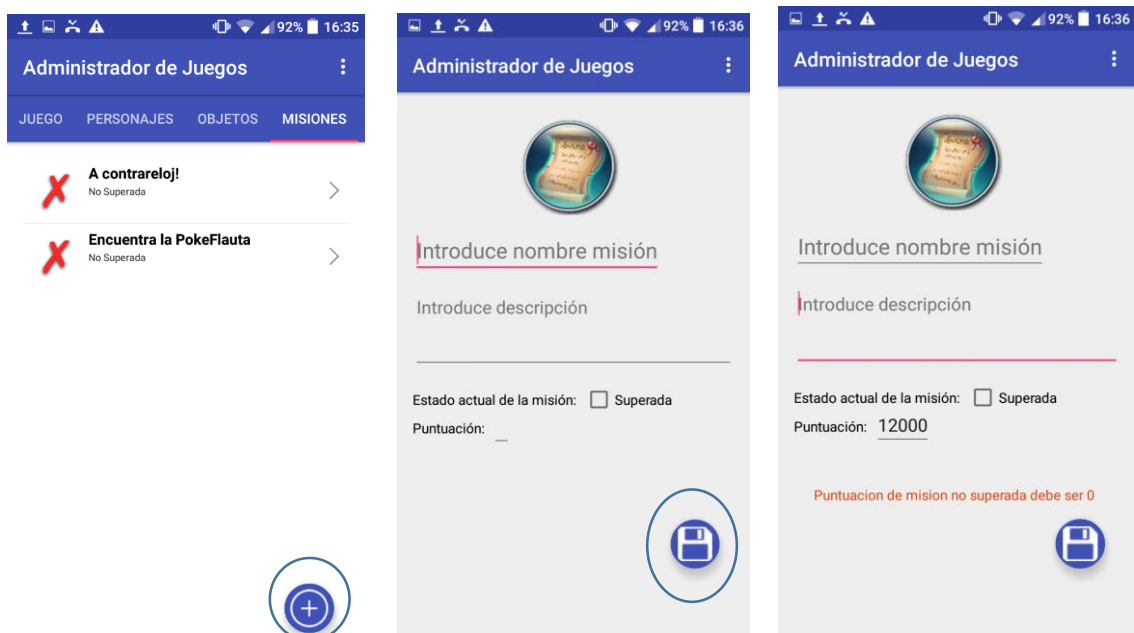 92% 16:35
Administrador de Juegos
JUEGO PERSONAJES OBJETOS MISIONES
A contrareloj!
No Superada
Encuentra la PokeFlauta
No Superada
92% 16:36
Administrador de Juegos
Introduce nombre misión
Introduce descripción
Estado actual de la misión: Superada
Puntuación:
92% 16:36
Administrador de Juegos
Introduce nombre misión
Introduce descripción
Estado actual de la misión: Superada
Puntuación: 12000
Puntuacion de mision no superada debe ser 0